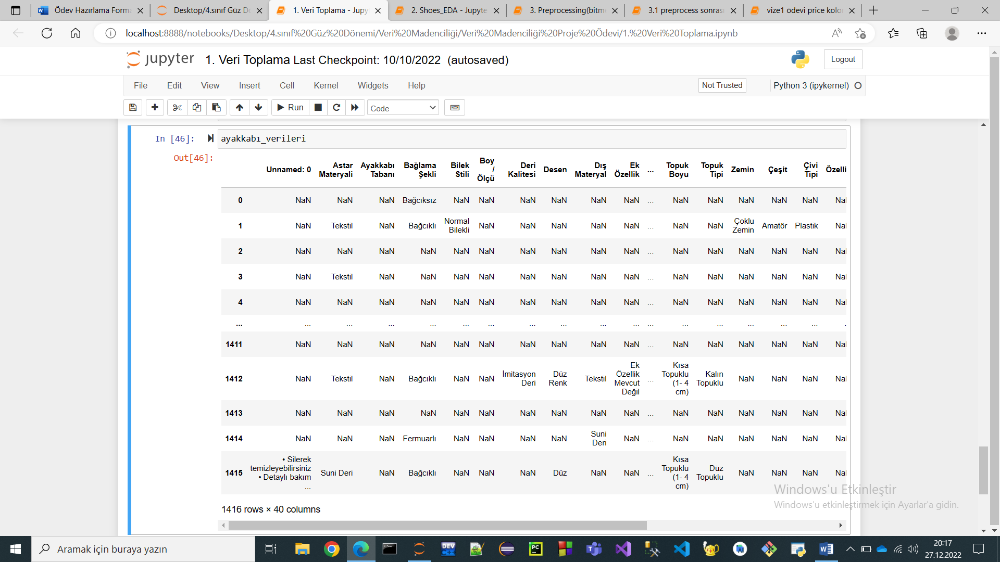 Ödev Hazırlama Forma
Desktop/4.sınıf Güz Dö
1. Veri Toplama - Jupy
2. Shoes_EDA - Jupyte
3. Preprocessing(bitme
3.1 preprocess sonrası
vize1 ödevi price kolo
localhost:8888/notebooks/Desktop/4.sınıf%20Güz%20Dönemi/Veri%20Madenciliği/Veri%20Madenciliği%20Proje%20Ödevi/1.%20Veri%20Toplama.ipynb
jupyter 1. Veri Toplama Last Checkpoint: 10/10/2022 (autosaved) Logout
File Edit View Insert Cell Kernel Widgets Help Not Trusted Python 3 (ipykernel)
Run Code
In [46]: ayakkabı_verileri
Out[46]:
Unnamed: 0 Astar Materyali Ayakkabı Tabanı Bağlama Şekli Bilek Stili Boy / Ölçü Deri Kalitesi Desen Dış Materyal Ek Özellik ... Topuk Boyu Topuk Tipi Zemin Çeşit Çivi Tipi Özelli
0 NaN NaN NaN Bağcıksız NaN NaN NaN NaN NaN NaN ... NaN NaN NaN NaN NaN Nal
1 NaN Tekstil NaN Bağcıklı Normal Bilekli NaN NaN NaN NaN NaN ... NaN NaN Çoklu Zemin Amatör Plastik Nal
2 NaN NaN NaN NaN NaN NaN NaN NaN NaN NaN ... NaN NaN NaN NaN NaN Nal
3 NaN Tekstil NaN NaN NaN NaN NaN NaN NaN NaN ... NaN NaN NaN NaN NaN Nal
4 NaN NaN NaN NaN NaN NaN NaN NaN NaN NaN ... NaN NaN NaN NaN NaN Nal
... ... ... ... ... ... ... ... ... ... ... ... ... ... ... ... ... .
1411 NaN NaN NaN NaN NaN NaN NaN NaN NaN NaN ... NaN NaN NaN NaN NaN Nal
1412 NaN Tekstil NaN Bağcıklı NaN NaN İmitasyon Deri Düz Renk Tekstil Ek Özellik Mevcut Değil ... Kısa Topuklu (1- 4 cm) Kalın Topuklu NaN NaN NaN Nal
1413 NaN NaN NaN NaN NaN NaN NaN NaN NaN NaN ... NaN NaN NaN NaN NaN Nal
1414 NaN NaN NaN Fermuarlı NaN NaN NaN NaN Suni Deri NaN ... NaN NaN NaN NaN NaN Nal
1415 • Silerek temizleyebilirsiniz • Detaylı bakım ... Suni Deri NaN Bağcıklı NaN NaN NaN Düz NaN NaN ... Kısa Topuklu (1- 4 cm) Düz Topuklu NaN NaN NaN Nal
1416 rows × 40 columns
Windows'u Etkinleştir
Windows'u etkinleştirmek için Ayarlar'a gidin.
Aramak için buraya yazın
20:17
27.12.2022